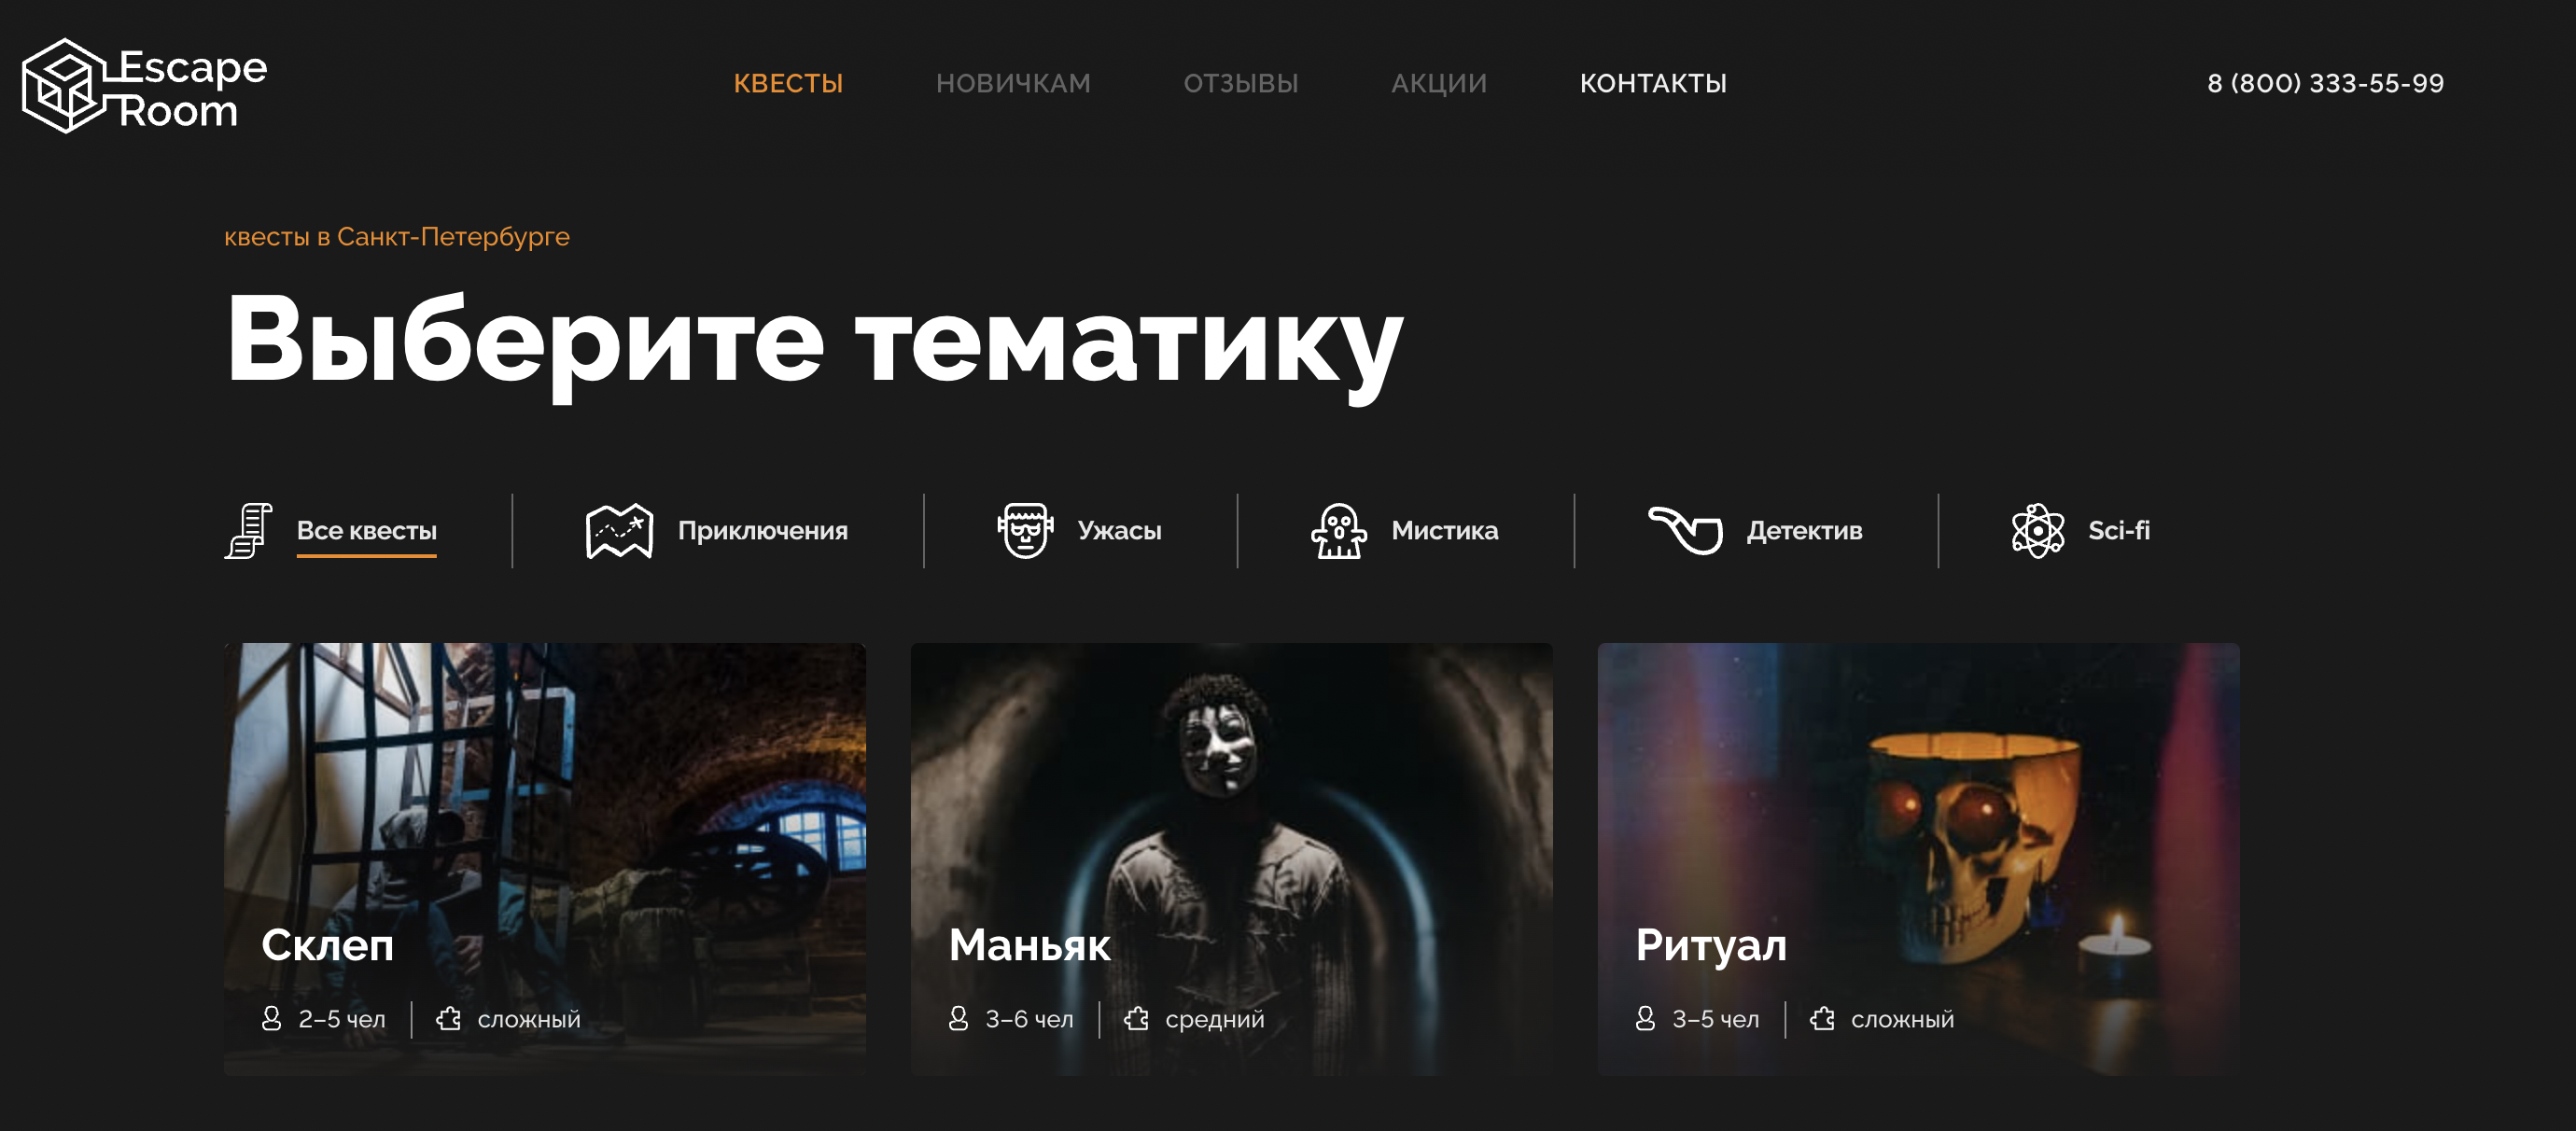 Escape
Room
КВЕСТЫ НОВИЧКАМ ОТЗЫВЫ АКЦИИ КОНТАКТЫ 8 (800) 333-55-99
квесты в Санкт-Петербурге
Выберите тематику
Все квесты Приключения Ужасы Мистика Детектив Sci-fi
Склеп
2–5 чел сложный
Маньяк
3–6 чел средний
Ритуал
3–5 чел сложный